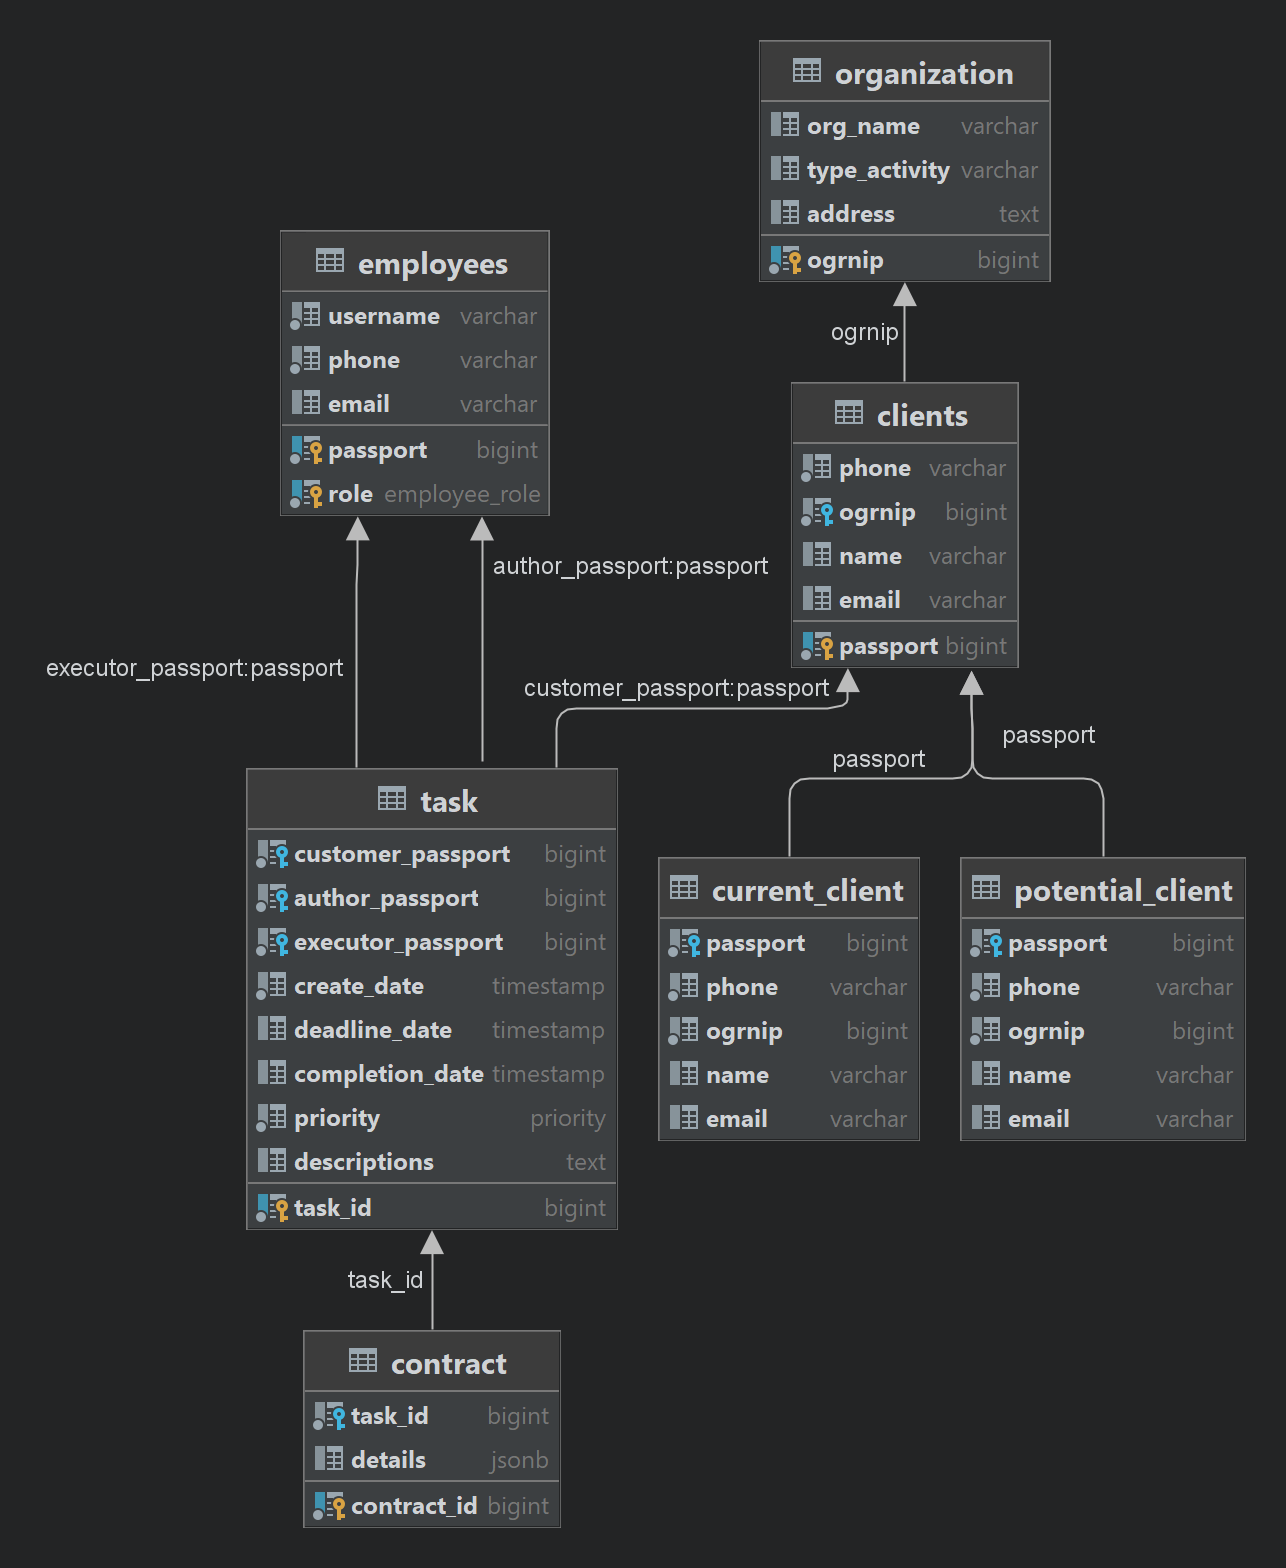 organization
org_name varchar
type_activity varchar
address text
ogrnip bigint
employees
username varchar
phone varchar
email varchar
passport bigint
role employee_role
ogrnip
clients
phone varchar
ogrnip bigint
name varchar
email varchar
passport bigint
author_passport:passport
executor_passport:passport
customer_passport:passport
passport
passport
task
customer_passport bigint
author_passport bigint
executor_passport bigint
create_date timestamp
deadline_date timestamp
completion_date timestamp
priority priority
descriptions text
task_id bigint
current_client
passport bigint
phone varchar
ogrnip bigint
name varchar
email varchar
potential_client
passport bigint
phone varchar
ogrnip bigint
name varchar
email varchar
task_id
contract
task_id bigint
details jsonb
contract_id bigint